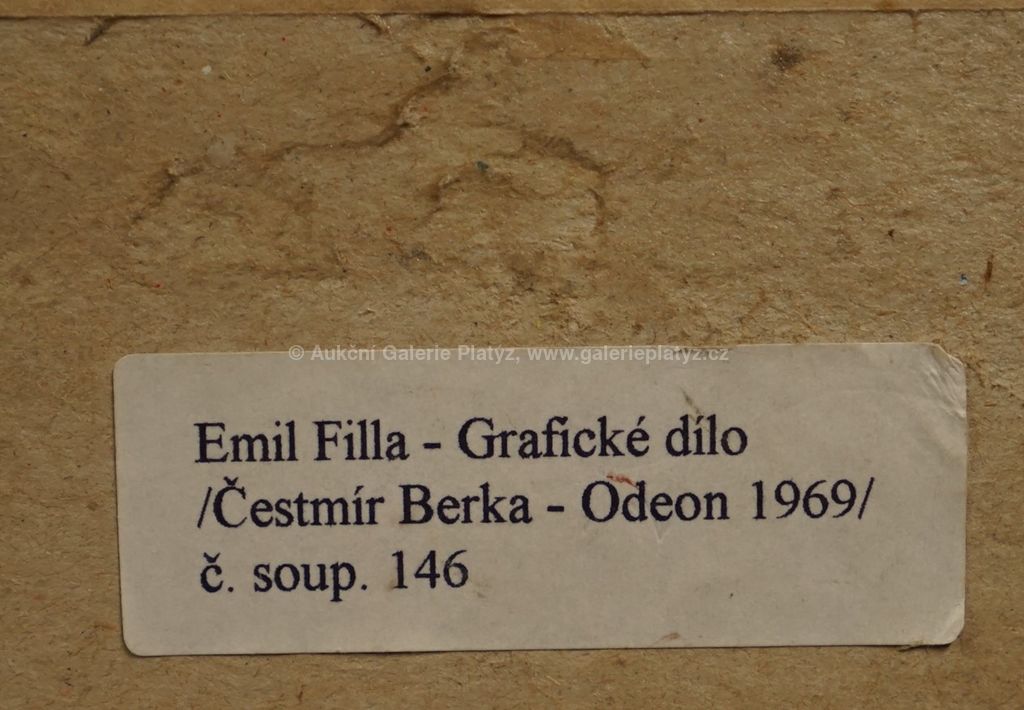 © Aukční Galerie Platyz, www.galerieplatyz.cz
Emil Filla - Grafické dílo
/Čestmír Berka - Odeon 1969/
č. soup. 146